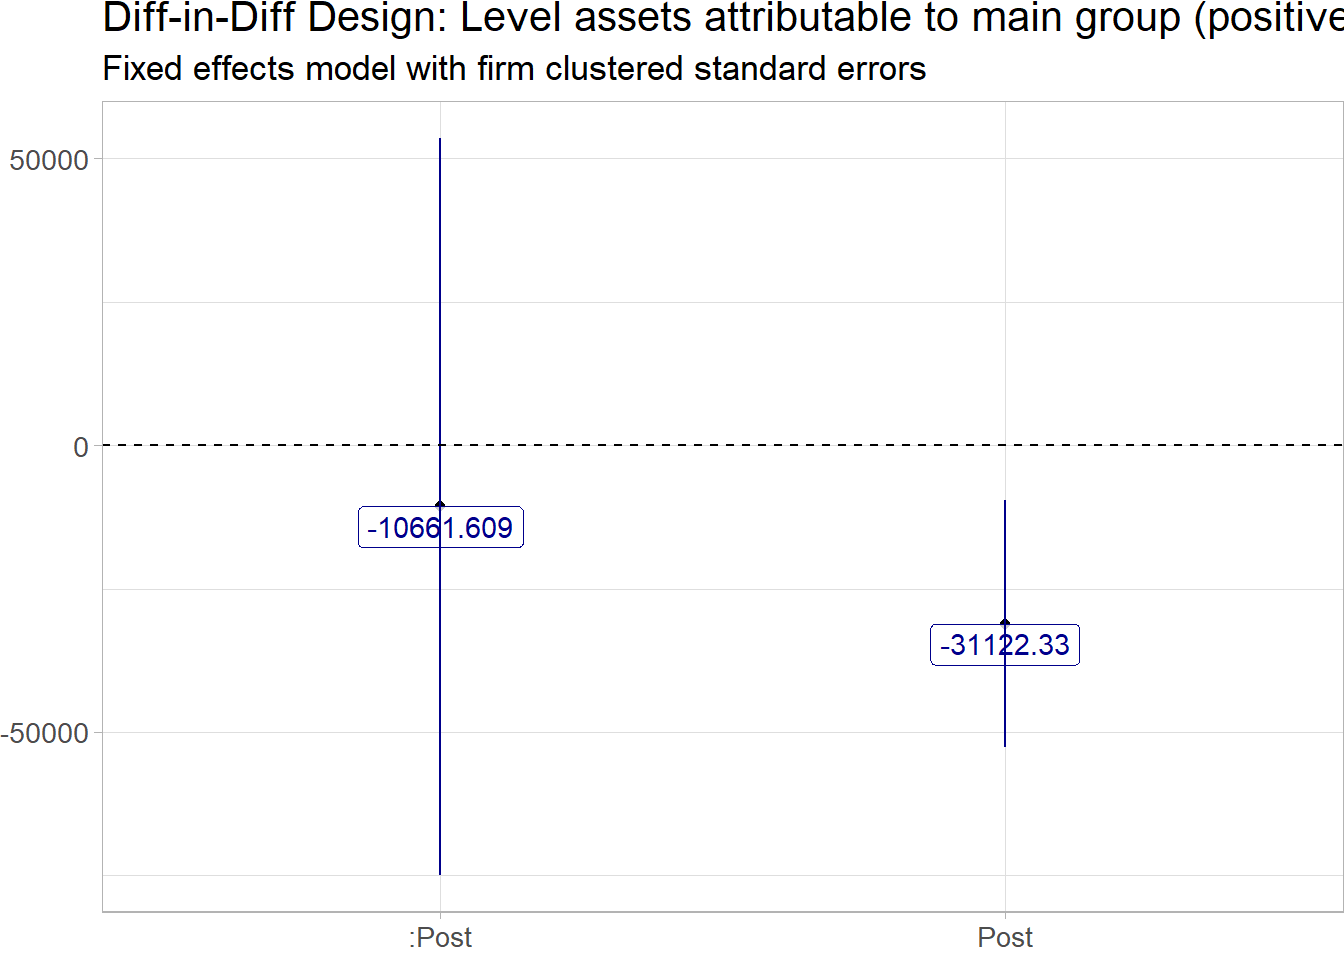 Diff-in-Diff Design: Level assets attributable to main group (positive
Fixed effects model with firm clustered standard errors
50000
0
-10661.609
-31122.33
-50000
:Post
Post